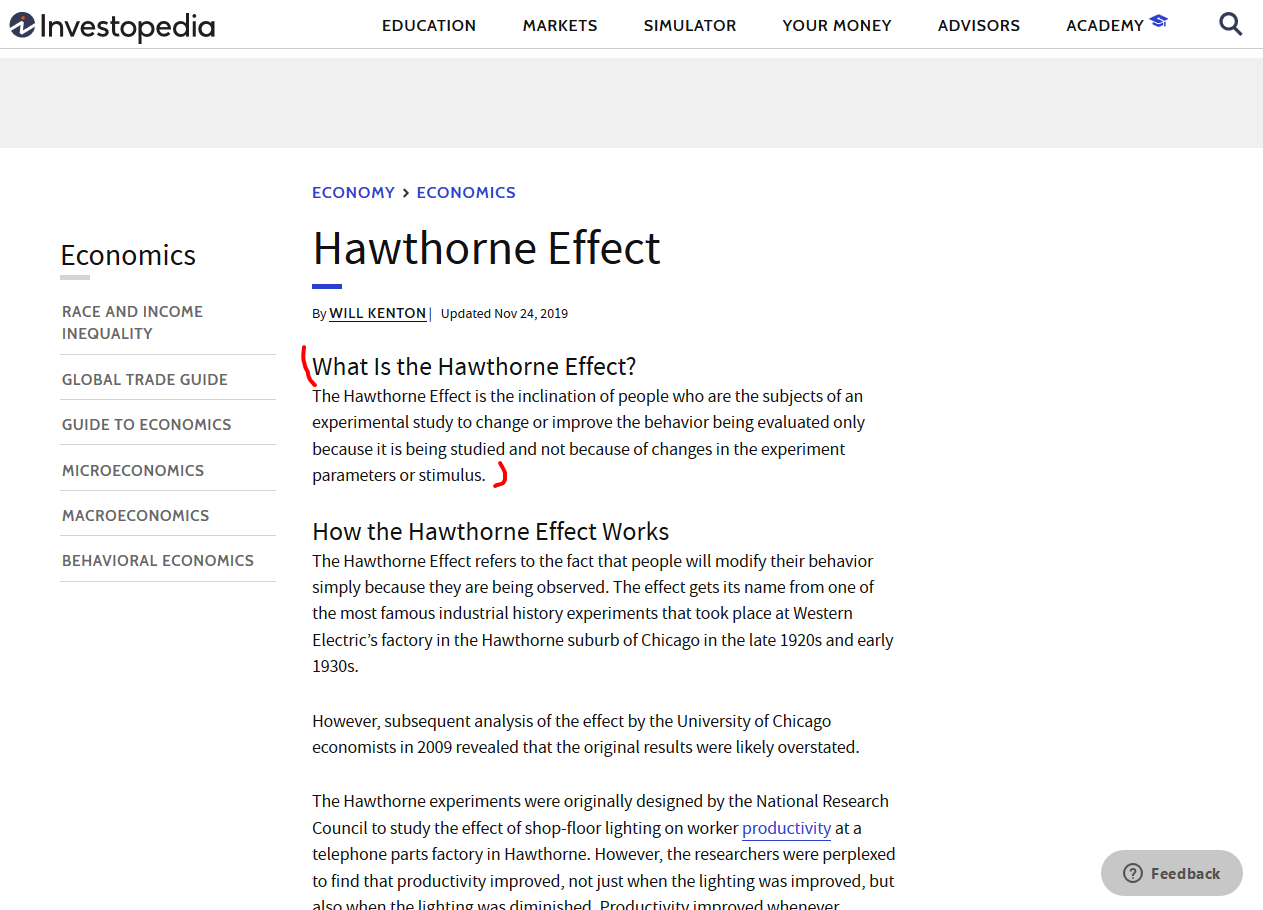 Investopedia
EDUCATION
MARKETS
SIMULATOR
YOUR MONEY
ADVISORS
ACADEMY
ECONOMY > ECONOMICS
Economics
RACE AND INCOME
INEQUALITY
GLOBAL TRADE GUIDE
GUIDE TO ECONOMICS
MICROECONOMICS
MACROECONOMICS
BEHAVIORAL ECONOMICS
Hawthorne Effect
By WILL KENTON | Updated Nov 24, 2019
What Is the Hawthorne Effect?
The Hawthorne Effect is the inclination of people who are the subjects of an
experimental study to change or improve the behavior being evaluated only
because it is being studied and not because of changes in the experiment
parameters or stimulus.
How the Hawthorne Effect Works
The Hawthorne Effect refers to the fact that people will modify their behavior
simply because they are being observed. The effect gets its name from one of
the most famous industrial history experiments that took place at Western
Electric’s factory in the Hawthorne suburb of Chicago in the late 1920s and early
1930s.
However, subsequent analysis of the effect by the University of Chicago
economists in 2009 revealed that the original results were likely overstated.
The Hawthorne experiments were originally designed by the National Research
Council to study the effect of shop-floor lighting on worker productivity at a
telephone parts factory in Hawthorne. However, the researchers were perplexed
to find that productivity improved, not just when the lighting was improved, but
also when the lighting was diminished. Productivity improved whenever
? Feedback